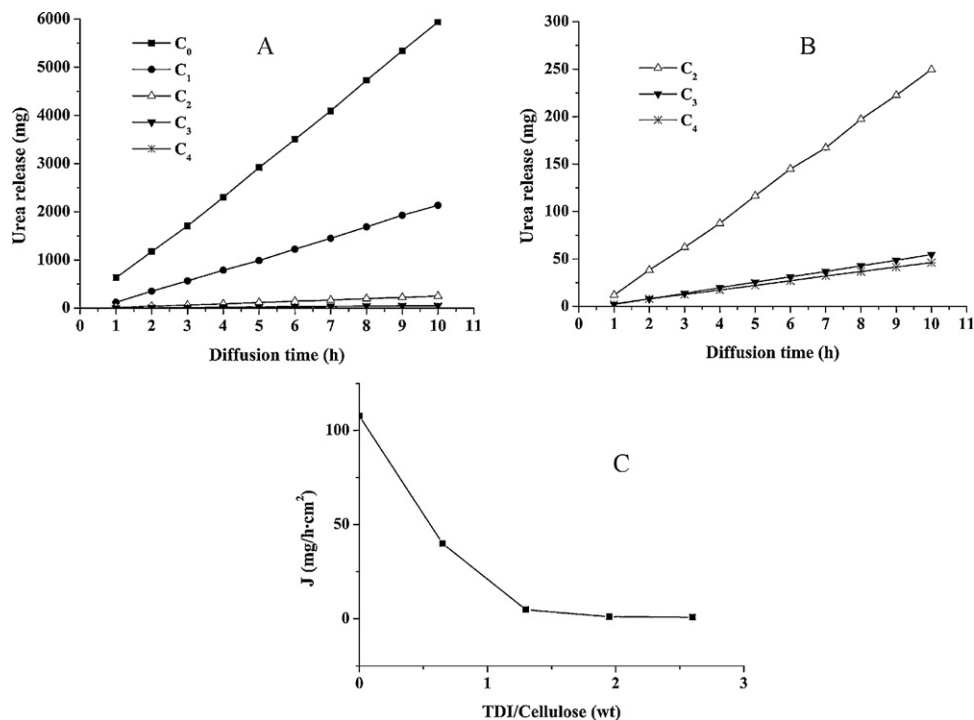 A
C₀
C₁
C₂
C₃
C₄
6000
5000
4000
3000
2000
1000
0
Urea release (mg)
0 1 2 3 4 5 6 7 8 9 10 11
Diffusion time (h)
B
C₂
C₃
C₄
300
250
200
150
100
50
0
Urea release (mg)
0 1 2 3 4 5 6 7 8 9 10 11
Diffusion time (h)
C
100
50
0
J (mg/h·cm²)
0 1 2 3
TDI/Cellulose (wt)